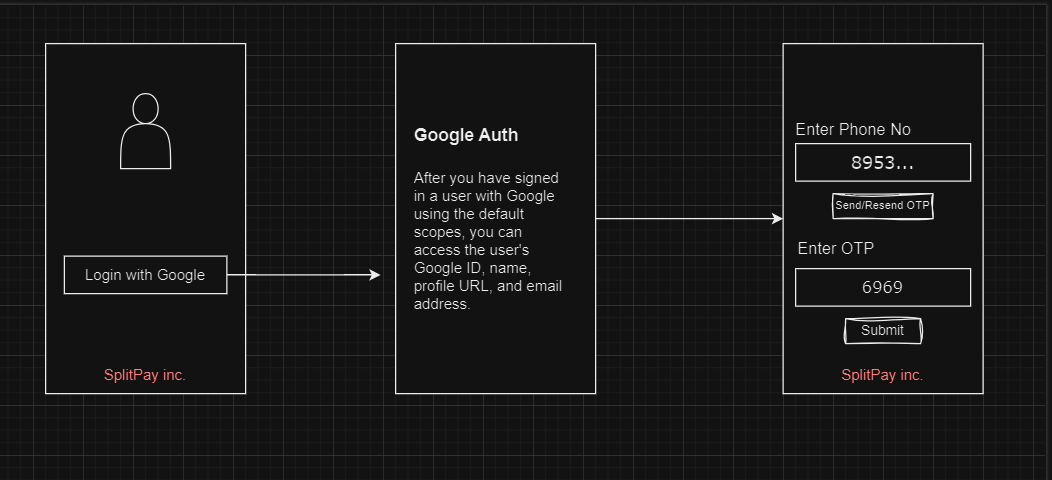 Login with Google
SplitPay inc.
Google Auth
After you have signed
in a user with Google
using the default
scopes, you can
access the user's
Google ID, name,
profile URL, and email
address.
Enter Phone No
8953...
Send/Resend OTP
Enter OTP
6969
Submit
SplitPay inc.